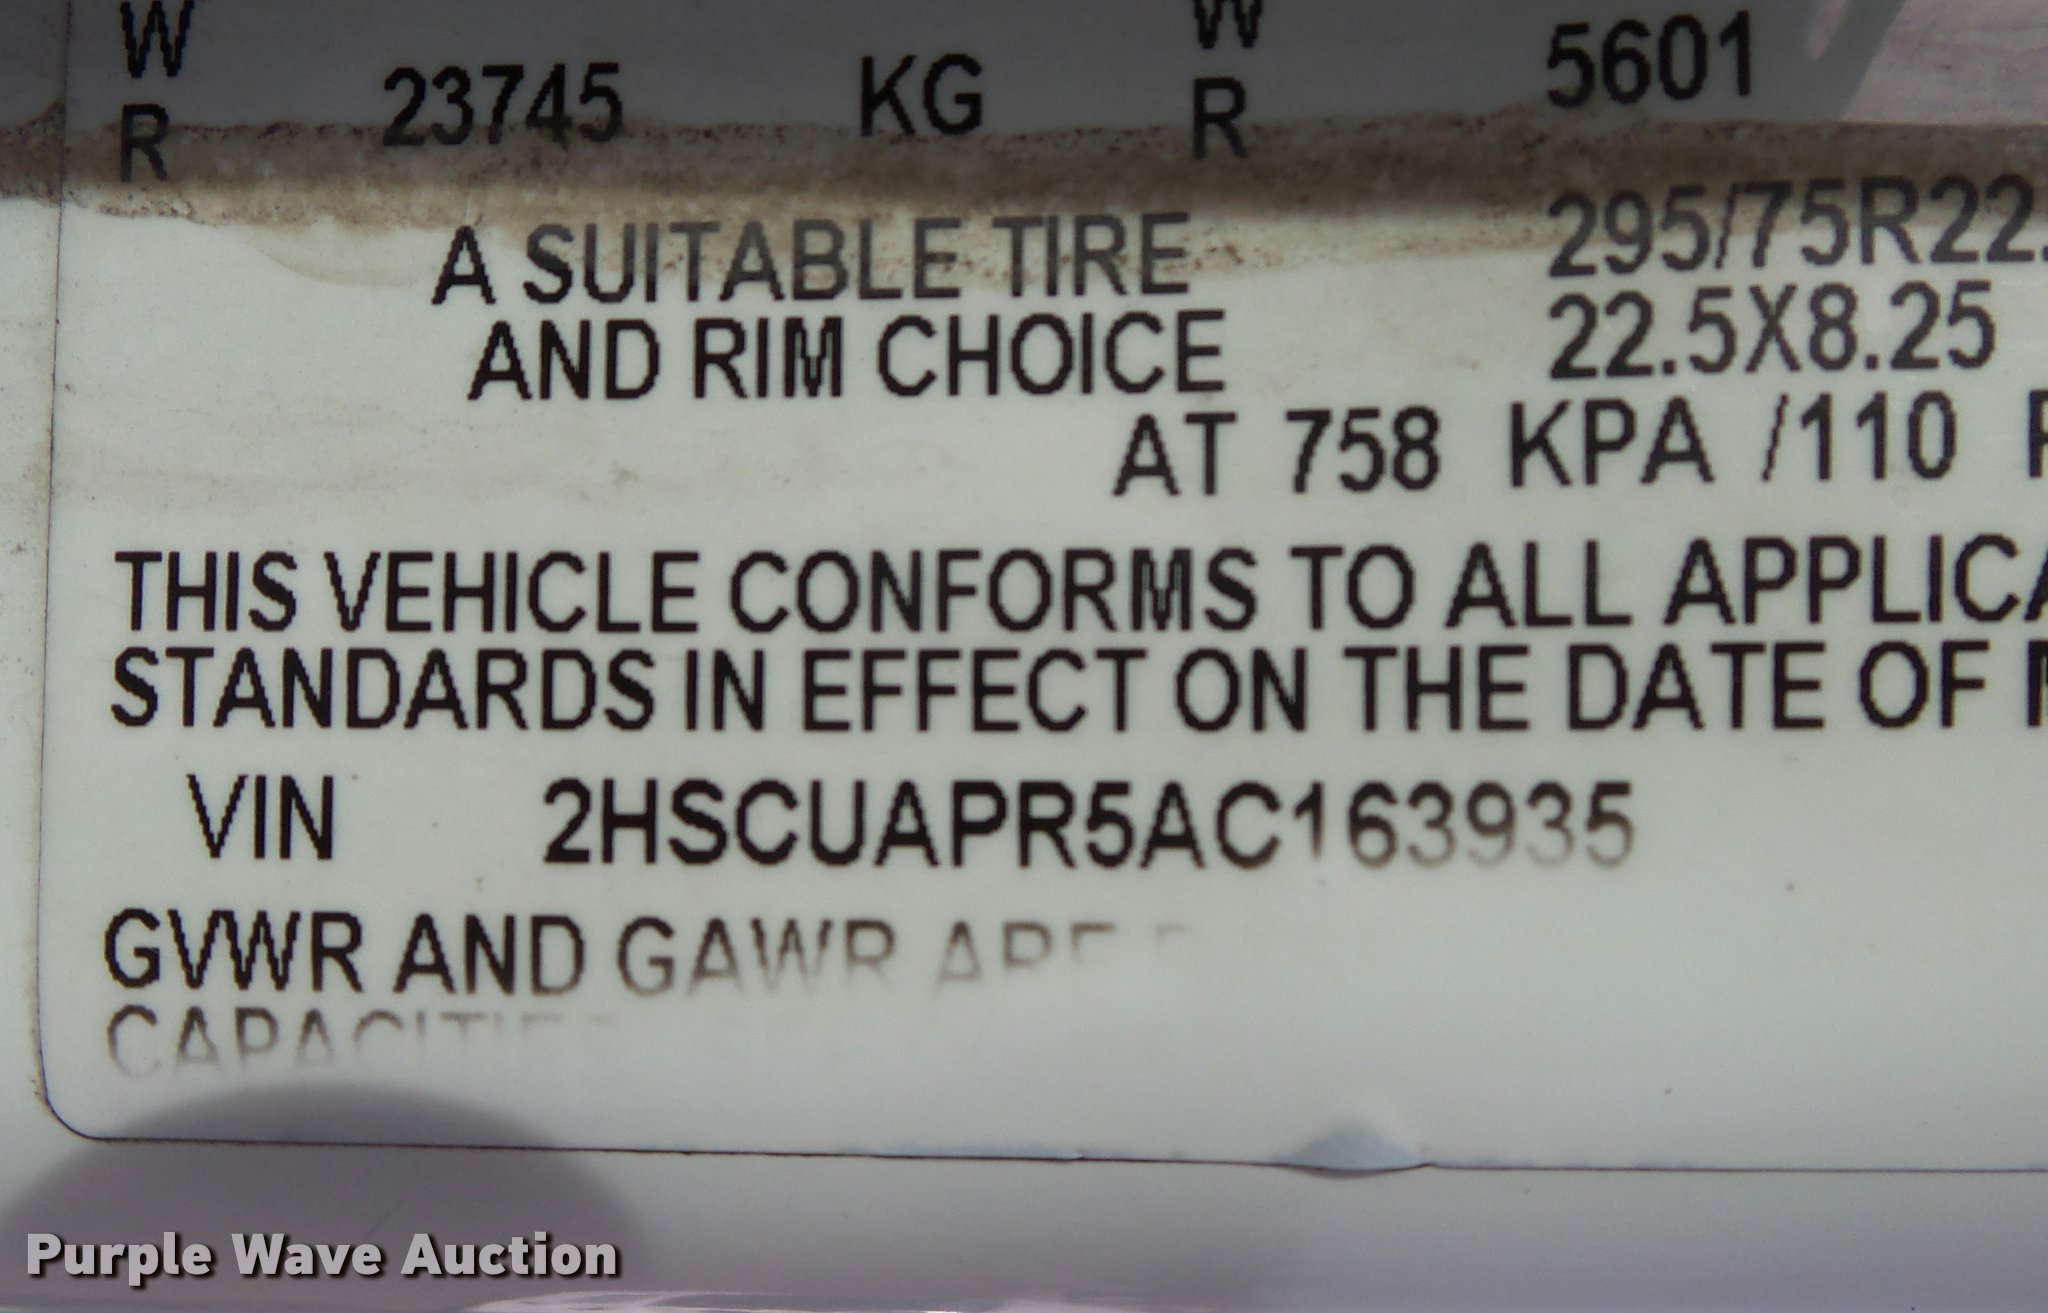 W W
R 23745 KG R 5601
A SUITABLE TIRE 295/75R22.
AND RIM CHOICE 22.5X8.25
AT 758 KPA /110
THIS VEHICLE CONFORMS TO ALL APPLICA
STANDARDS IN EFFECT ON THE DATE OF
VIN 2HSCUAPR5AC163935
GVWR AND GAWR ARE
CAPACITIE
Purple Wave Auction